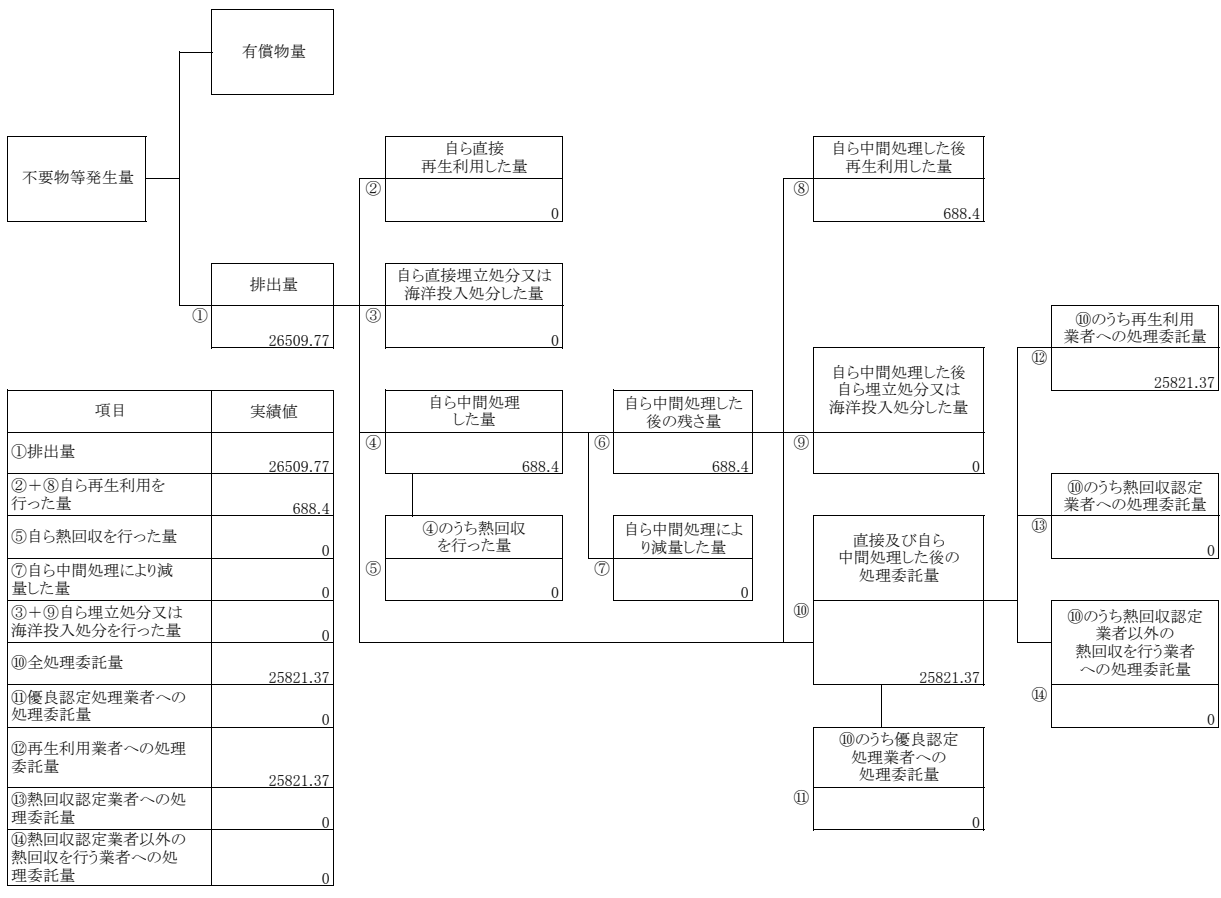 有償物量
不要物等発生量
排出量
①
26509.77
自ら直接
再生利用した量
②
0
自ら直接埋立処分又は
海洋投入処分した量
③
0
自ら中間処理
した量
④
688.4
④のうち熱回収
を行った量
⑤
0
自ら中間処理した
後の残さ量
⑥
688.4
自ら中間処理によ
り減量した量
⑦
0
自ら中間処理した後
再生利用した量
⑧
688.4
自ら中間処理した後
自ら埋立処分又は
海洋投入処分した量
⑨
0
直接及び自ら
中間処理した後の
処理委託量
⑩
25821.37
⑩のうち優良認定
処理業者への
処理委託量
⑪
0
⑩のうち再生利用
業者への処理委託量
⑫
25821.37
⑩のうち熱回収認定
業者への処理委託量
⑬
0
⑩のうち熱回収認定
業者以外の
熱回収を行う業者
への処理委託量
⑭
0
項目 実績値
①排出量
26509.77
②+⑧自ら再生利用を
行った量
688.4
⑤自ら熱回収を行った量
0
⑦自ら中間処理により減
量した量
0
③+⑨自ら埋立処分又は
海洋投入処分を行った量
0
⑩全処理委託量
25821.37
⑪優良認定処理業者への
処理委託量
0
⑫再生利用業者への処理
委託量
25821.37
⑬熱回収認定業者への処
理委託量
0
⑭熱回収認定業者以外の
熱回収を行う業者への処
理委託量
0